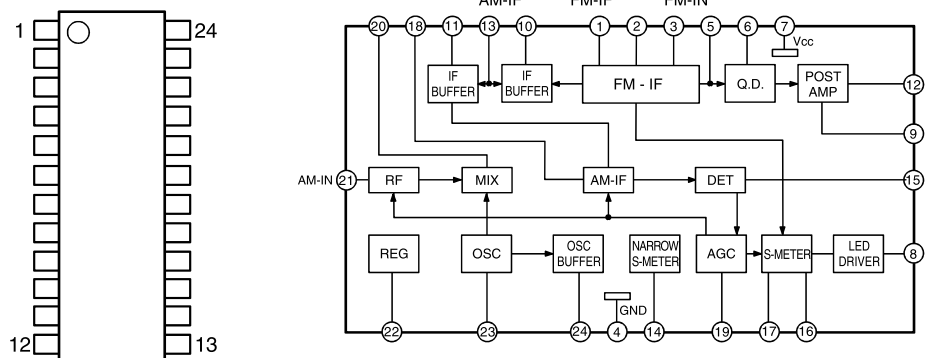 AM-IF FM-IF FM-IN
1 24
20 18 11 13 10 1 2 3 5 6 7
Vcc
IF BUFFER
IF BUFFER
FM - IF
Q.D.
POST AMP
12
9
AM-IN 21 RF MIX AM-IF DET 15
REG OSC OSC BUFFER NARROW S-METER AGC S-METER LED DRIVER 8
GND
12 13
22 23 24 4 14 19 17 16